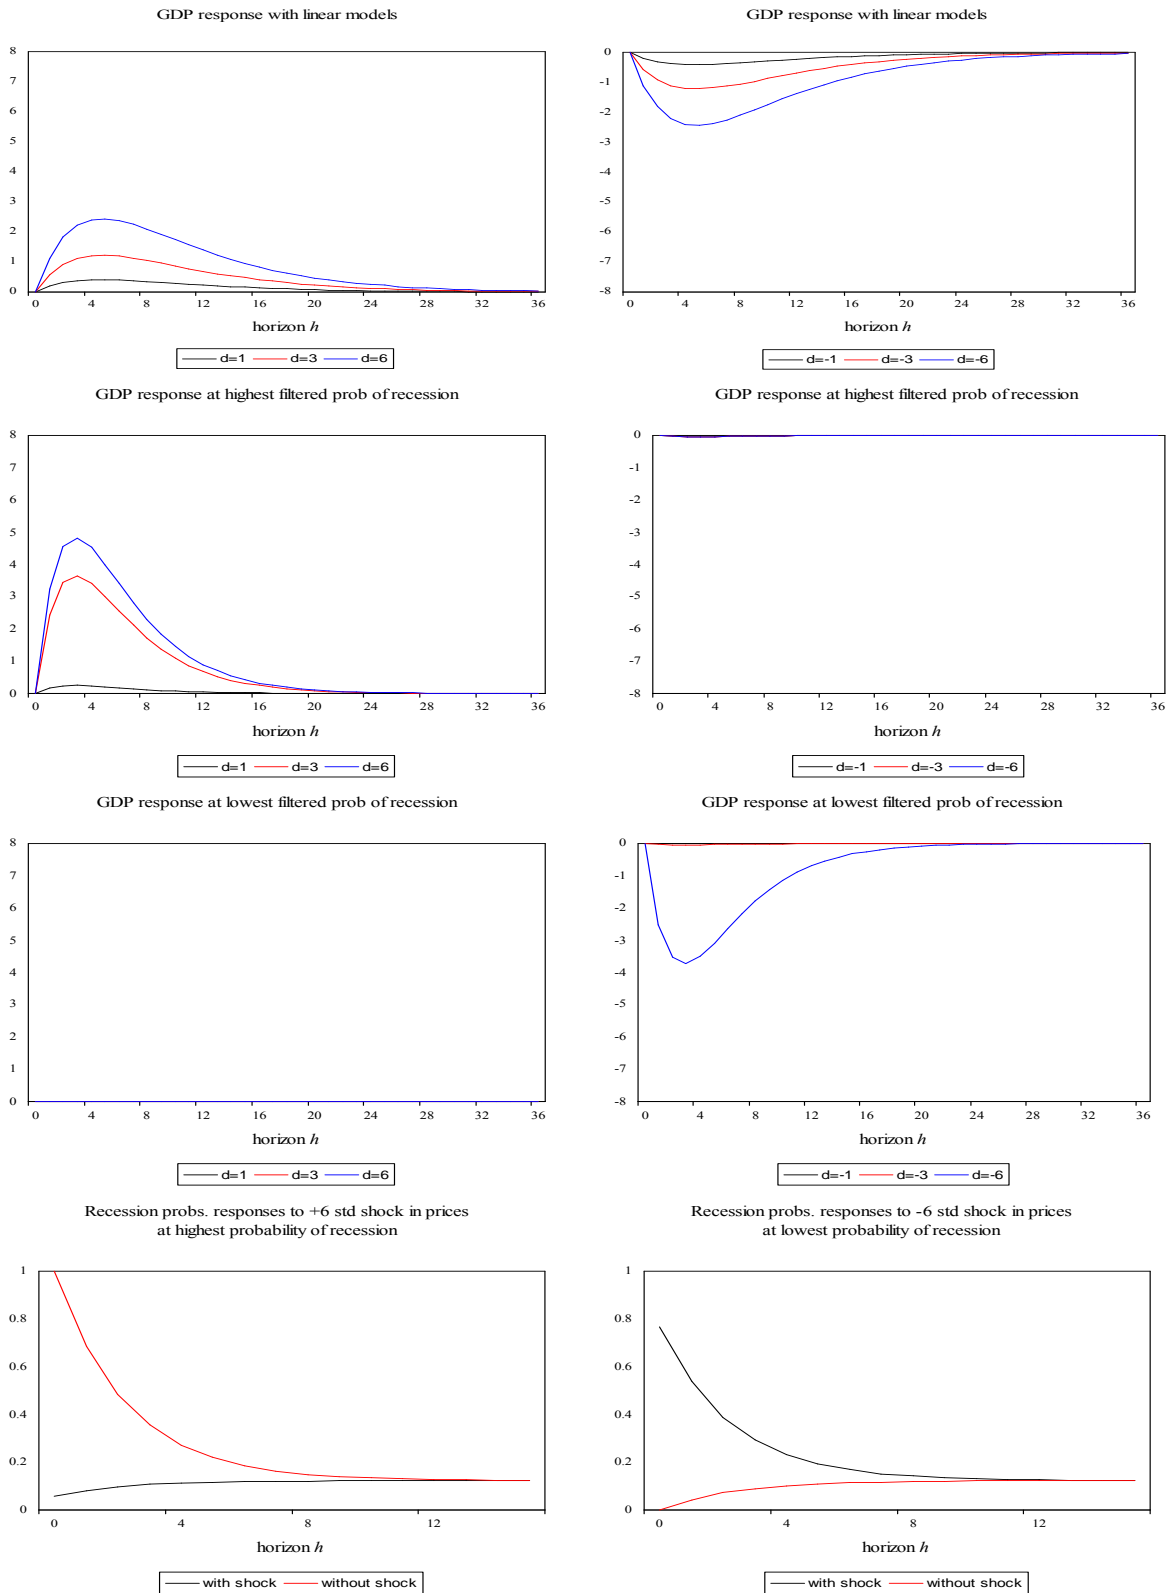 GDP response with linear models
8
7
6
5
4
3
2
1
0
0 4 8 12 16 20 24 28 32 36
horizon h
d=1 d=3 d=6
GDP response with linear models
0
-1
-2
-3
-4
-5
-6
-7
-8
0 4 8 12 16 20 24 28 32 36
horizon h
d=-1 d=-3 d=-6
GDP response at highest filtered prob of recession
8
7
6
5
4
3
2
1
0
0 4 8 12 16 20 24 28 32 36
horizon h
d=1 d=3 d=6
GDP response at highest filtered prob of recession
0
-1
-2
-3
-4
-5
-6
-7
-8
0 4 8 12 16 20 24 28 32 36
horizon h
d=-1 d=-3 d=-6
GDP response at lowest filtered prob of recession
8
7
6
5
4
3
2
1
0
0 4 8 12 16 20 24 28 32 36
horizon h
d=1 d=3 d=6
GDP response at lowest filtered prob of recession
0
-1
-2
-3
-4
-5
-6
-7
-8
0 4 8 12 16 20 24 28 32 36
horizon h
d=-1 d=-3 d=-6
Recession probs. responses to +6 std shock in prices
at highest probability of recession
1
0.8
0.6
0.4
0.2
0
0 4 8 12
horizon h
with shock without shock
Recession probs. responses to -6 std shock in prices
at lowest probability of recession
1
0.8
0.6
0.4
0.2
0
0 4 8 12
horizon h
with shock without shock